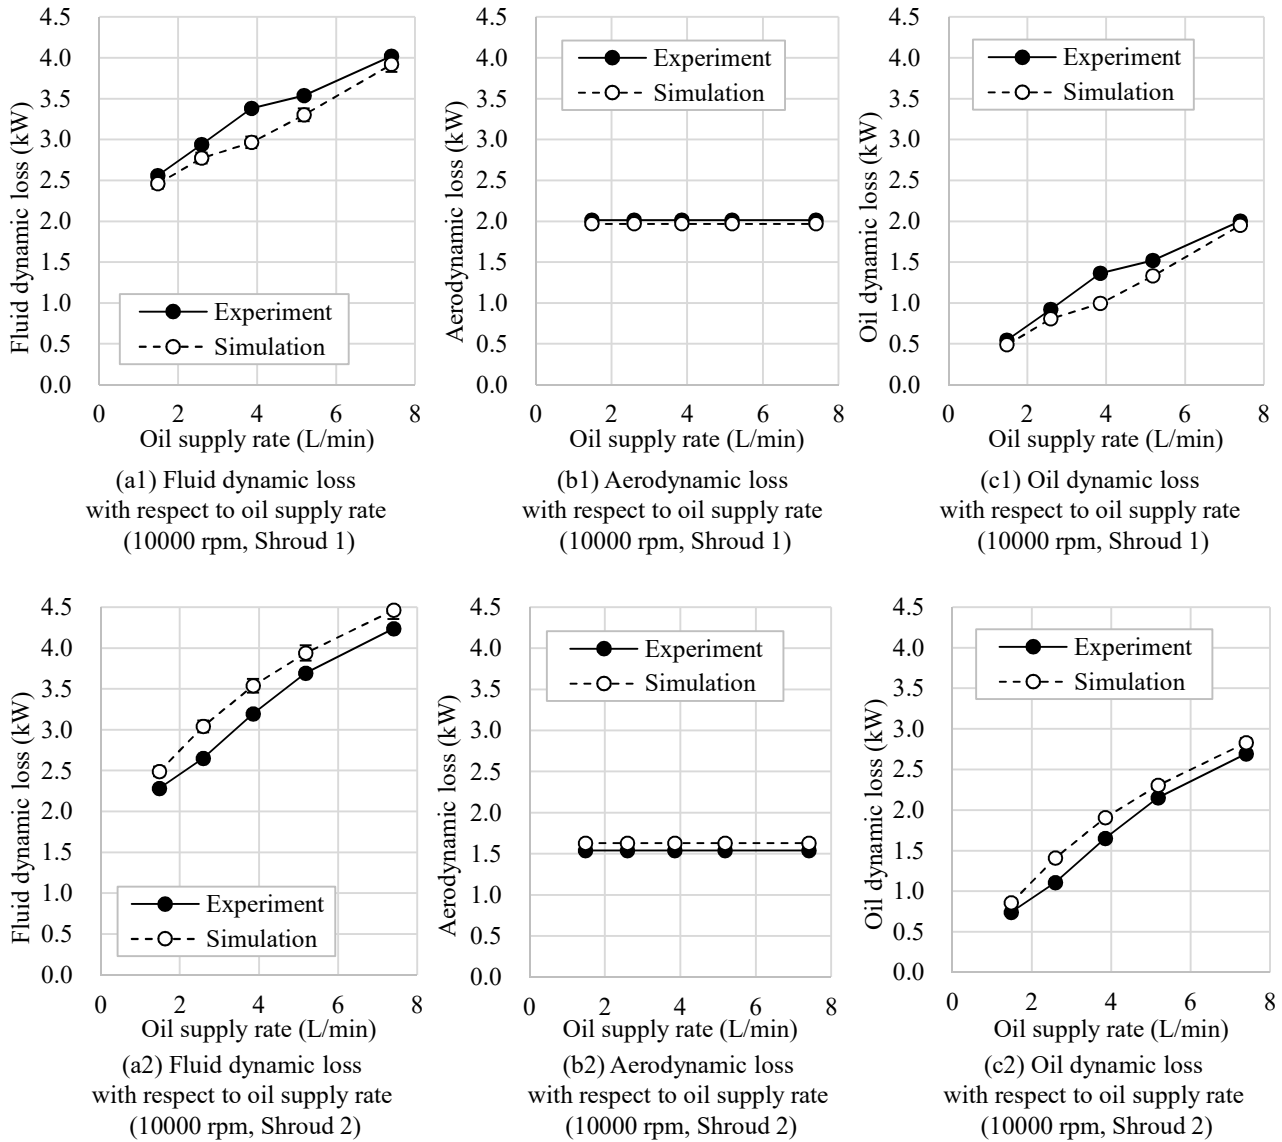 4.5
4.0
3.5
3.0
2.5
2.0
1.5
1.0
0.5
0.0
Fluid dynamic loss (kW)
Experiment
Simulation
0 2 4 6 8
Oil supply rate (L/min)
(a1) Fluid dynamic loss
with respect to oil supply rate
(10000 rpm, Shroud 1)
4.5
4.0
3.5
3.0
2.5
2.0
1.5
1.0
0.5
0.0
Aerodynamic loss (kW)
Experiment
Simulation
0 2 4 6 8
Oil supply rate (L/min)
(b1) Aerodynamic loss
with respect to oil supply rate
(10000 rpm, Shroud 1)
4.5
4.0
3.5
3.0
2.5
2.0
1.5
1.0
0.5
0.0
Oil dynamic loss (kW)
Experiment
Simulation
0 2 4 6 8
Oil supply rate (L/min)
(c1) Oil dynamic loss
with respect to oil supply rate
(10000 rpm, Shroud 1)
4.5
4.0
3.5
3.0
2.5
2.0
1.5
1.0
0.5
0.0
Fluid dynamic loss (kW)
Experiment
Simulation
0 2 4 6 8
Oil supply rate (L/min)
(a2) Fluid dynamic loss
with respect to oil supply rate
(10000 rpm, Shroud 2)
4.5
4.0
3.5
3.0
2.5
2.0
1.5
1.0
0.5
0.0
Aerodynamic loss (kW)
Experiment
Simulation
0 2 4 6 8
Oil supply rate (L/min)
(b2) Aerodynamic loss
with respect to oil supply rate
(10000 rpm, Shroud 2)
4.5
4.0
3.5
3.0
2.5
2.0
1.5
1.0
0.5
0.0
Oil dynamic loss (kW)
Experiment
Simulation
0 2 4 6 8
Oil supply rate (L/min)
(c2) Oil dynamic loss
with respect to oil supply rate
(10000 rpm, Shroud 2)